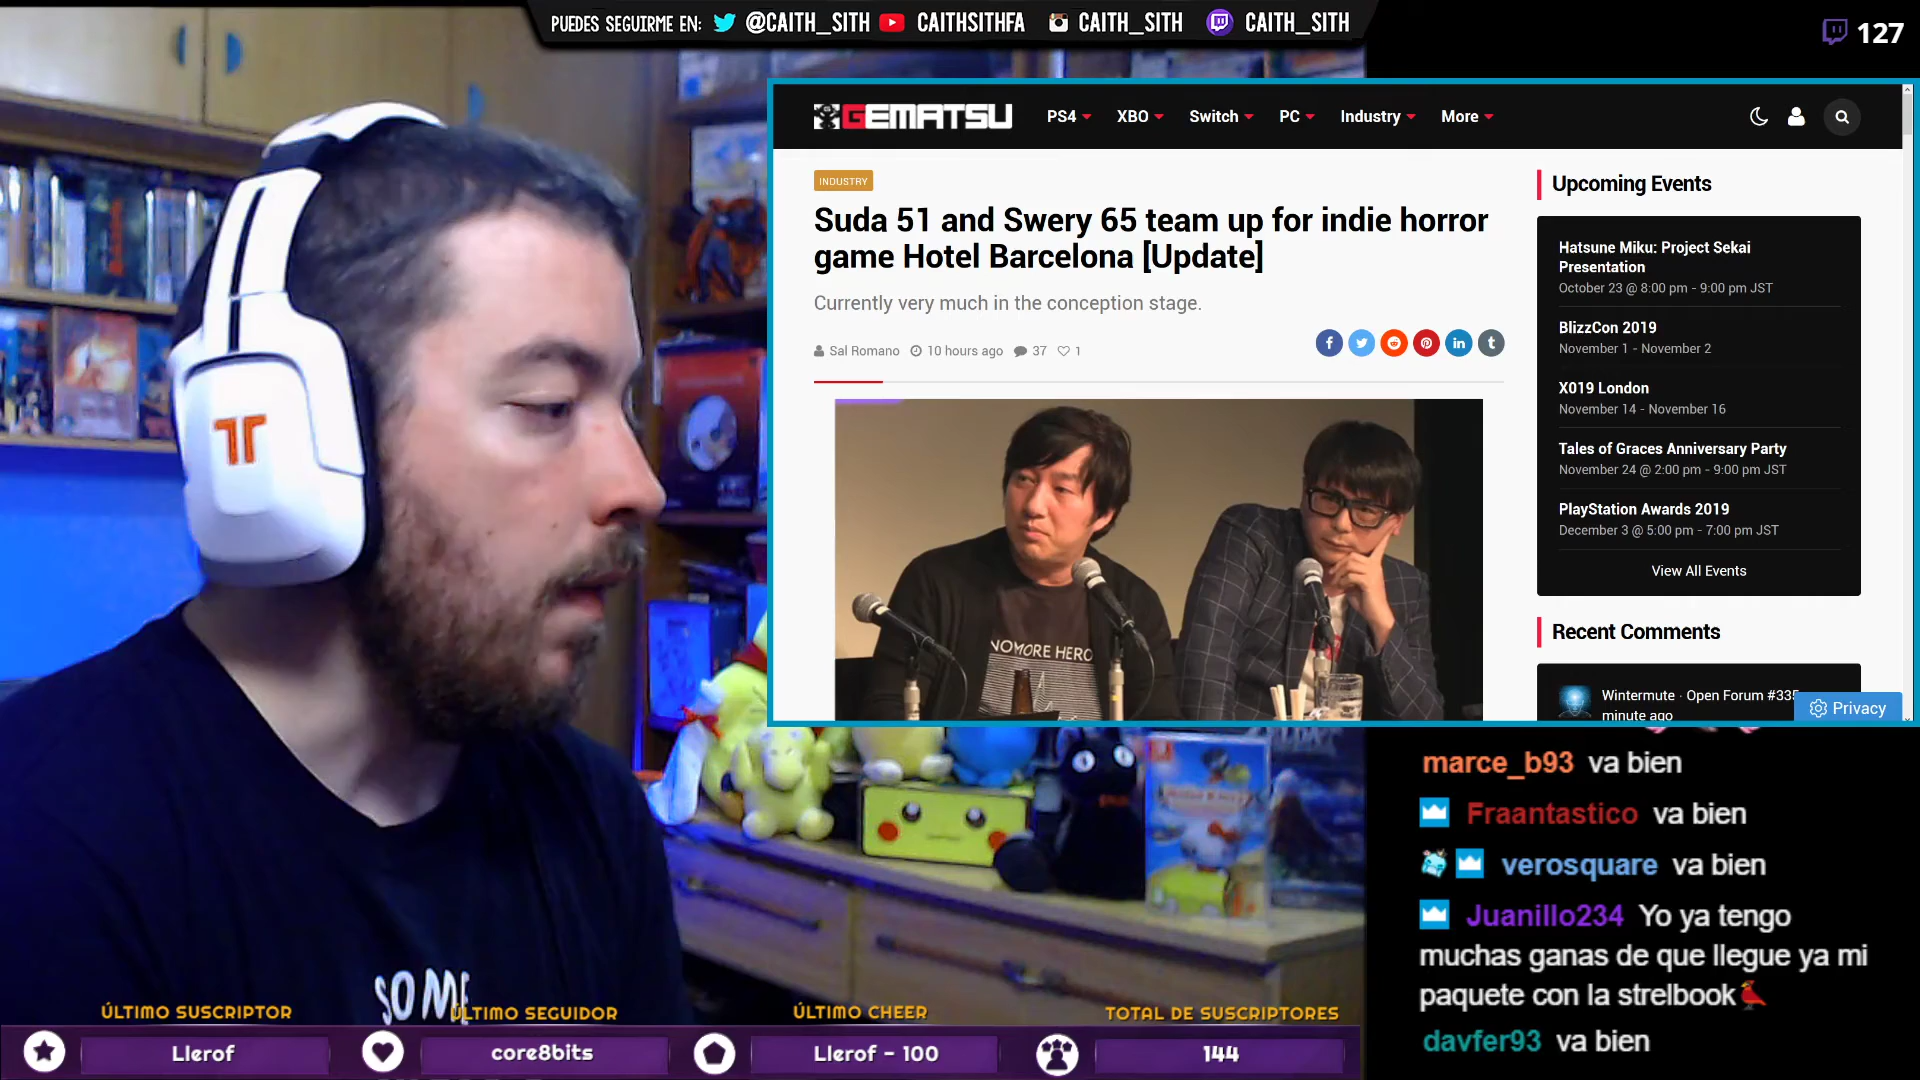 PUEDES SEGUIRME EN: @CAITH_SITH CAITHSITHFA CAITH_SITH CAITH_SITH
127
GEMATSU PS4 XBO Switch PC Industry More
INDUSTRY
Suda 51 and Swery 65 team up for indie horror
game Hotel Barcelona [Update]
Currently very much in the conception stage.
Sal Romano 10 hours ago 37 1
NO MORE HERO
Upcoming Events
Hatsune Miku: Project Sekai
Presentation
October 23 @ 8:00 pm - 9:00 pm JST
BlizzCon 2019
November 1 - November 2
X019 London
November 14 - November 16
Tales of Graces Anniversary Party
November 24 @ 2:00 pm - 9:00 pm JST
PlayStation Awards 2019
December 3 @ 5:00 pm - 7:00 pm JST
View All Events
Recent Comments
Wintermute · Open Forum #335
minute ago
Privacy
marce_b93 va bien
Fraantastico va bien
verosquare va bien
Juanillo234 Yo ya tengo
muchas ganas de que llegue ya mi
paquete con la strelbook
davfer93 va bien
SOME
ÚLTIMO SUSCRIPTOR
Llerof
ÚLTIMO SEGUIDOR
core8bits
ÚLTIMO CHEER
Llerof - 100
TOTAL DE SUSCRIPTORES
144